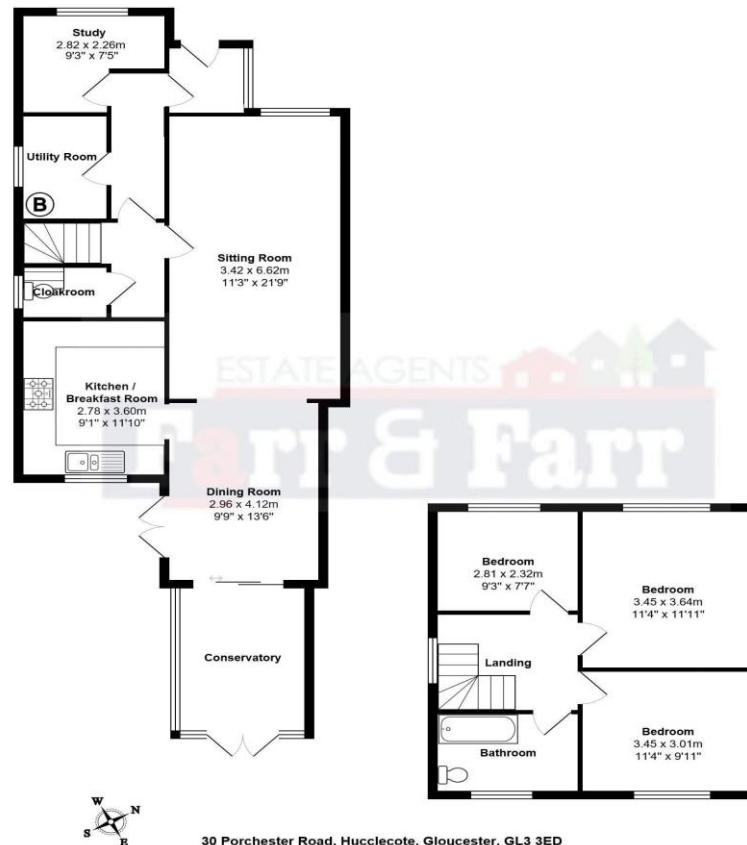 Study
2.82 x 2.26m
9'3" x 7'5"
Utility Room
B
Cloakroom
Sitting Room
3.42 x 6.62m
11'3" x 21'9"
Kitchen /
Breakfast Room
2.78 x 3.60m
9'1" x 11'10"
ESTATE AGENTS
Farr & Farr
Dining Room
2.96 x 4.12m
9'9" x 13'6"
Conservatory
Bedroom
2.81 x 2.32m
9'3" x 7'7"
Bedroom
3.45 x 3.64m
11'4" x 11'11"
Landing
Bathroom
Bedroom
3.45 x 3.01m
11'4" x 9'11"
W
N
S
E
30 Porchester Road, Hucclecote, Gloucester, GL3 3ED